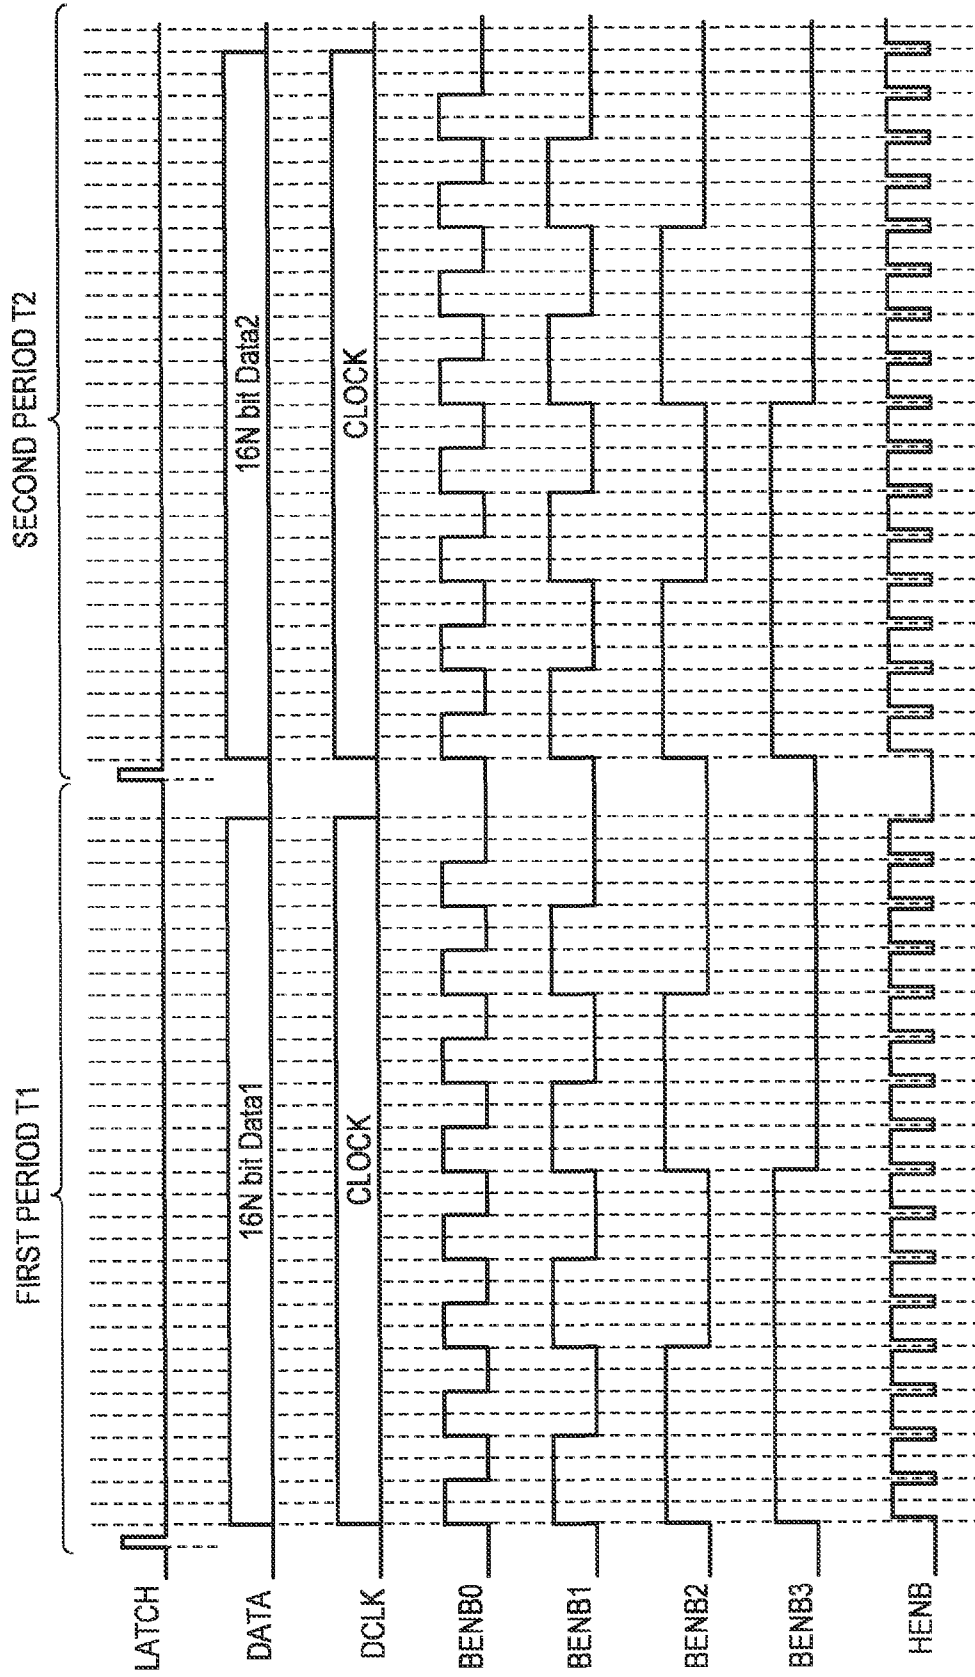 FIRST PERIOD T1
SECOND PERIOD T2
LATCH
DATA
16N bit Data1
16N bit Data2
DCLK
CLOCK
CLOCK
BENB0
BENB1
BENB2
BENB3
HENB